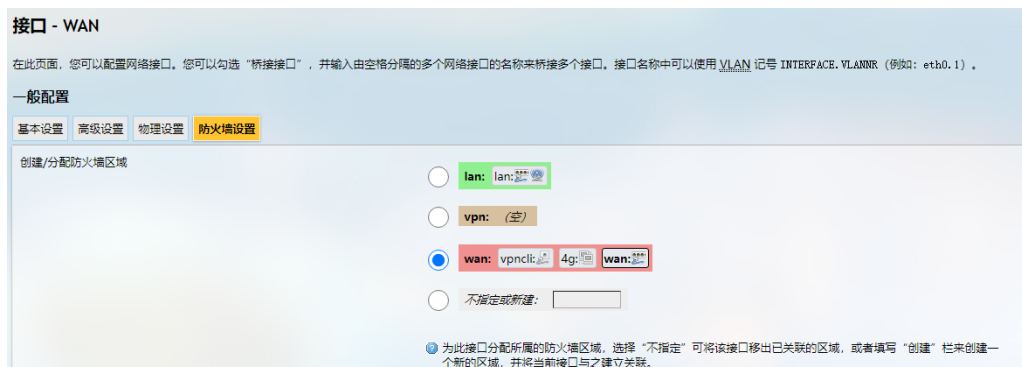 接口 - WAN
在此页面，您可以配置网络接口。您可以勾选“桥接接口”，并输入由空格分隔的多个网络接口的名称来桥接多个接口。接口名称中可以使用 VLAN 记号 INTERFACE.VLANNR（例如：eth0.1）。
一般配置
基本设置 高级设置 物理设置 防火墙设置
创建/分配防火墙区域
lan: lan:
vpn: （空）
wan: vpncli: 4g: wan:
不指定或新建：
为此接口分配所属的防火墙区域，选择“不指定”可将该接口移出已关联的区域，或者填写“创建”栏来创建一
个新的区域，并将当前接口与之建立关联。